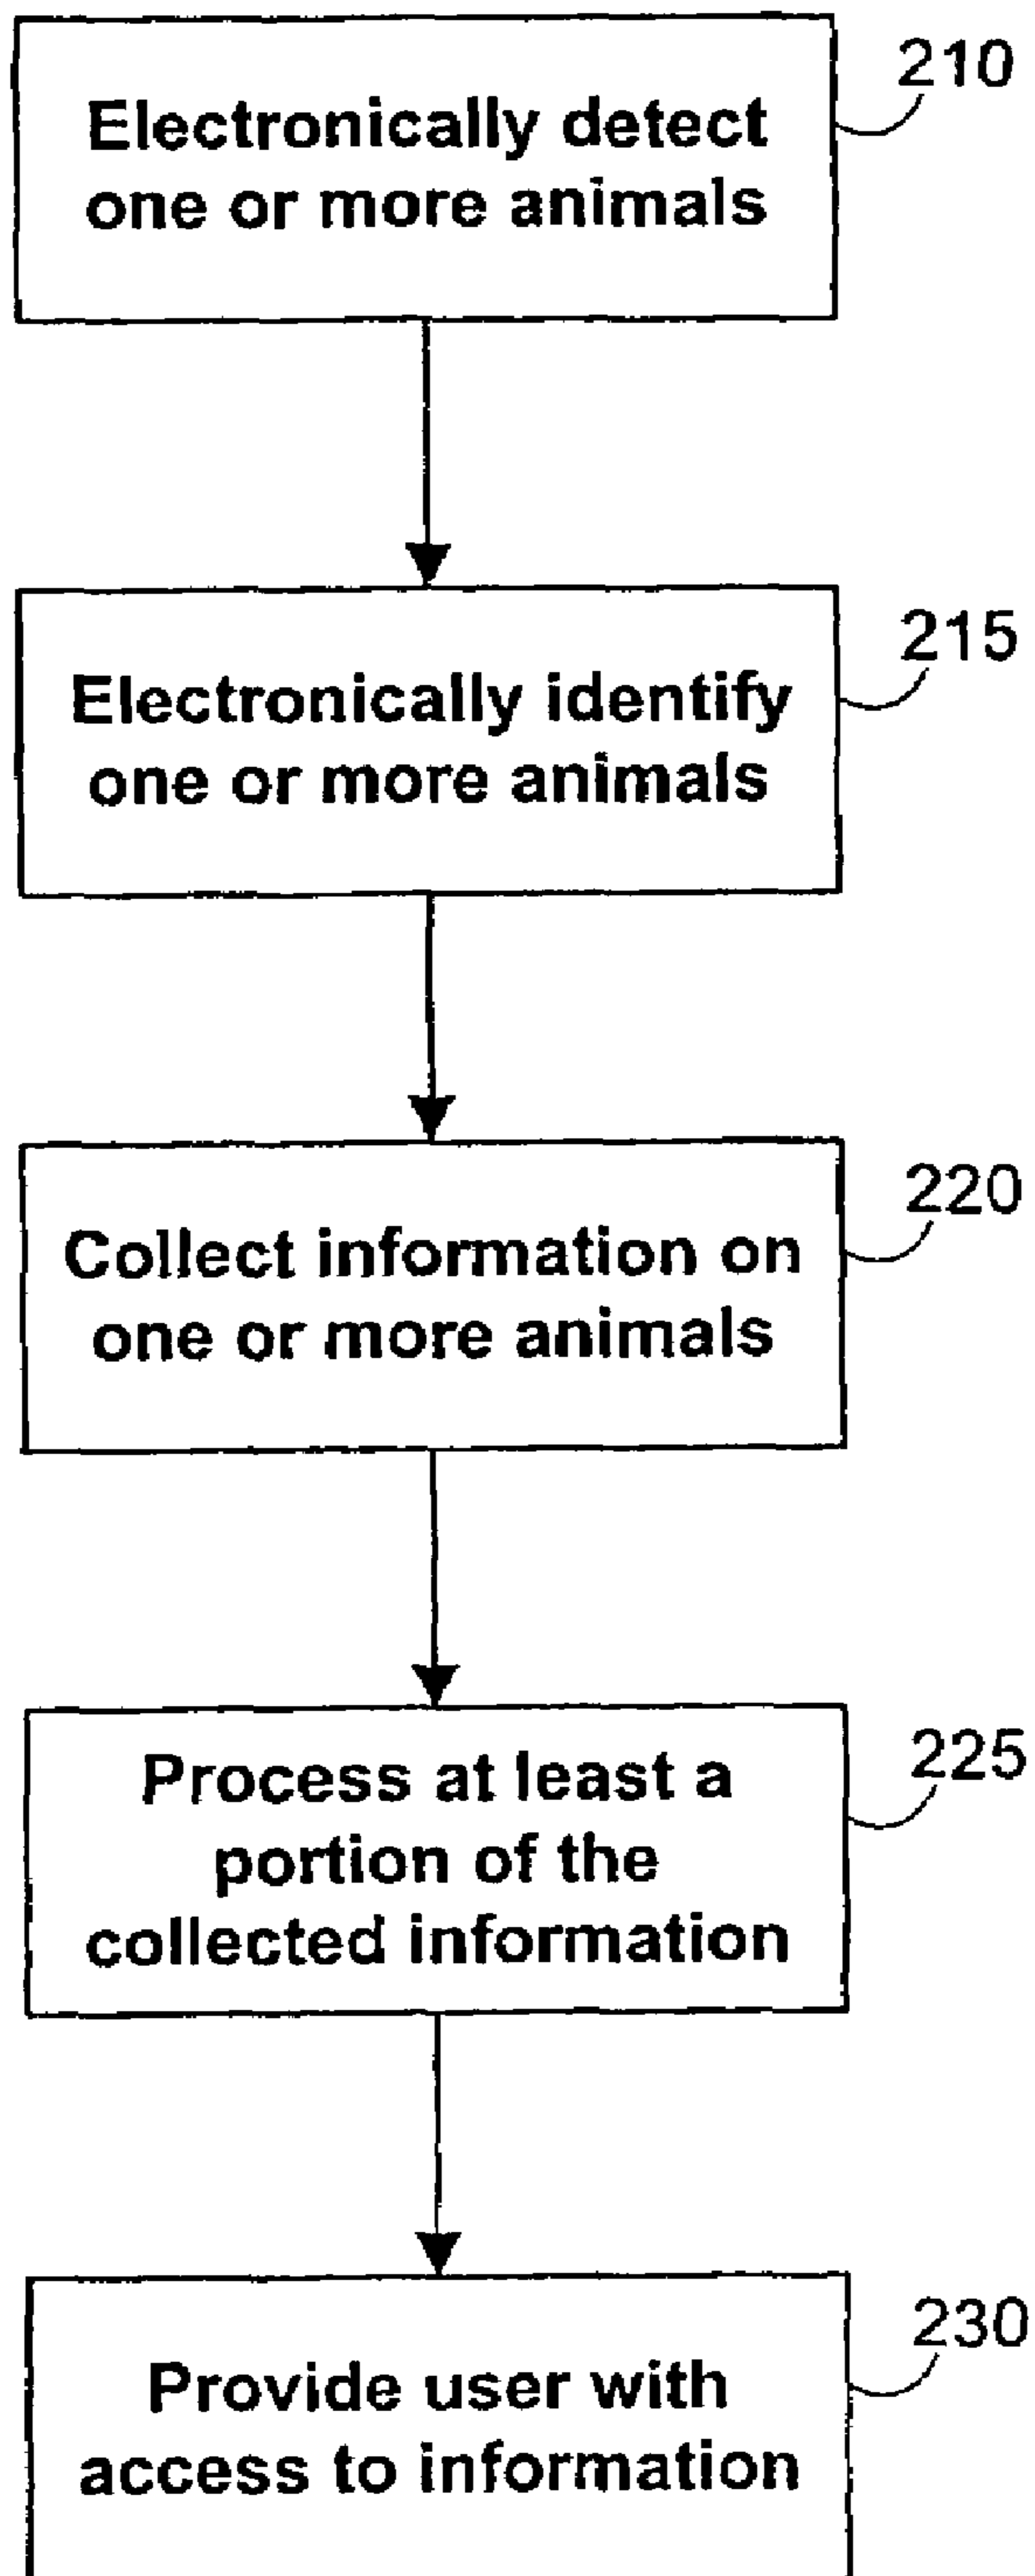 210
Electronically detect
one or more animals
215
Electronically identify
one or more animals
220
Collect information on
one or more animals
225
Process at least a
portion of the
collected information
230
Provide user with
access to information